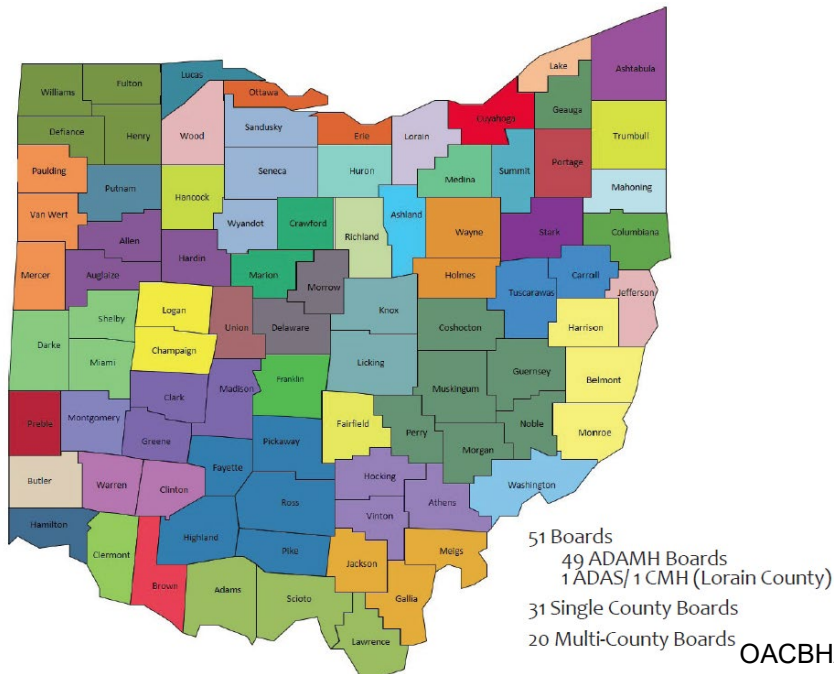 Lake
Ashtabula
Lucas
Fulton
Williams
Ottawa
Geauga
Cuyahoga
Defiance
Henry
Wood
Sandusky
Erie
Lorain
Trumbull
Paulding
Seneca
Huron
Medina
Summit
Portage
Putnam
Hancock
Mahoning
Van Wert
Ashland
Allen
Wyandot
Crawford
Richland
Wayne
Stark
Columbiana
Hardin
Mercer
Auglaize
Marion
Holmes
Carroll
Morrow
Tuscarawas
Jefferson
Logan
Knox
Shelby
Union
Delaware
Coshocton
Harrison
Darke
Champaign
Miami
Licking
Guernsey
Belmont
Franklin
Madison
Clark
Muskingum
Montgomery
Preble
Fairfield
Noble
Monroe
Greene
Pickaway
Perry
Morgan
Butler
Fayette
Hocking
Washington
Warren
Clinton
Athens
Ross
Vinton
Hamilton
Highland
Meigs
Clermont
Pike
Jackson
Brown
Adams
Scioto
Gallia
Lawrence
51 Boards
49 ADAMH Boards
1 ADAS/ 1 CMH (Lorain County)
31 Single County Boards
20 Multi-County Boards
OACBH